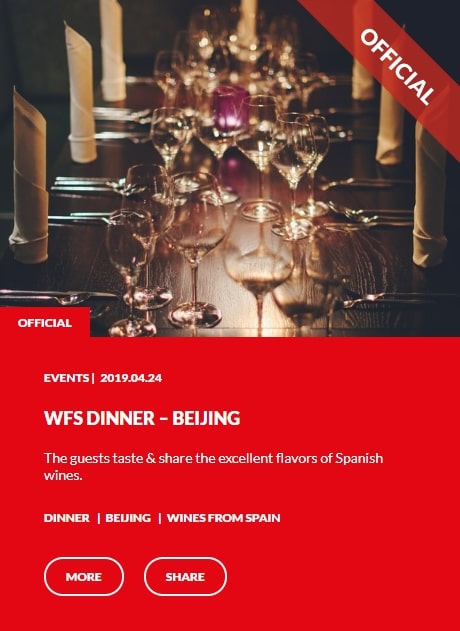 OFFICIAL
OFFICIAL
EVENTS | 2019.04.24
WFS DINNER – BEIJING
The guests taste & share the excellent flavors of Spanish
wines.
DINNER | BEIJING | WINES FROM SPAIN
MORE SHARE